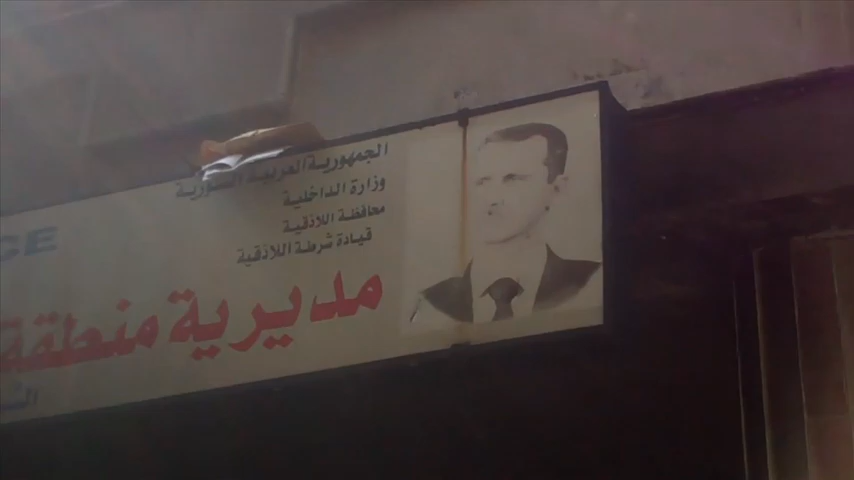 الجمهورية العربية السورية
وزارة الداخلية
محافظة اللاذقية
قيادة شرطة اللاذقية
CE
مديرية منطقة